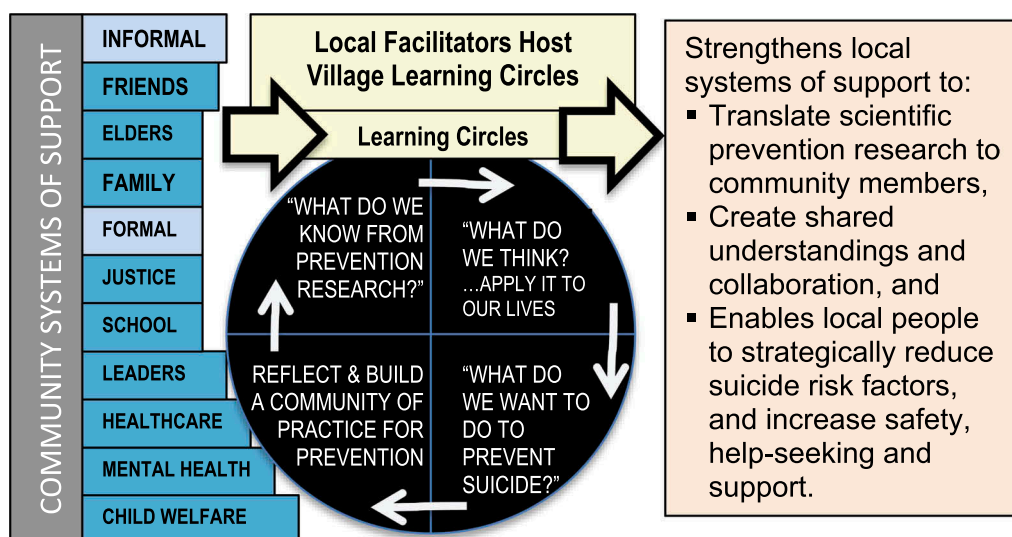 COMMUNITY SYSTEMS OF SUPPORT
INFORMAL
FRIENDS
ELDERS
FAMILY
FORMAL
JUSTICE
SCHOOL
LEADERS
HEALTHCARE
MENTAL HEALTH
CHILD WELFARE
Local Facilitators Host
Village Learning Circles
Learning Circles
“WHAT DO WE
KNOW FROM
PREVENTION
RESEARCH?”
“WHAT DO
WE THINK?
...APPLY IT TO
OUR LIVES
“WHAT DO
WE WANT TO
DO TO
PREVENT
SUICIDE?”
REFLECT & BUILD
A COMMUNITY OF
PRACTICE FOR
PREVENTION
Strengthens local
systems of support to:
▪ Translate scientific
prevention research to
community members,
▪ Create shared
understandings and
collaboration, and
▪ Enables local people
to strategically reduce
suicide risk factors,
and increase safety,
help-seeking and
support.